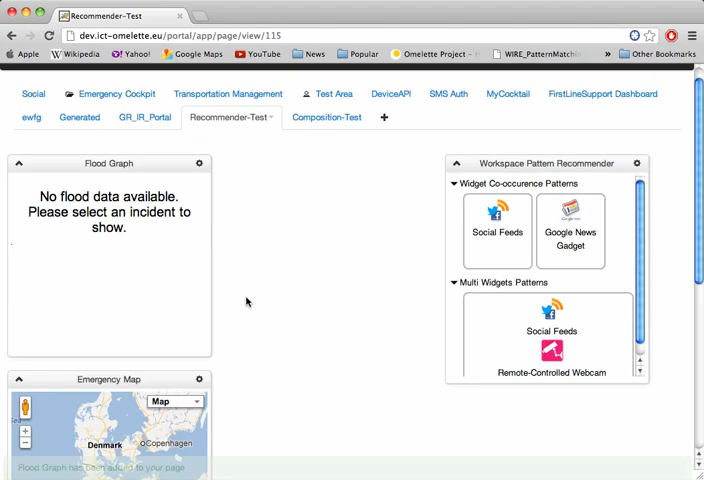 Recommender-Test
dev.ict-omelette.eu/portal/app/page/view/115
Apple Wikipedia Yahoo! Google Maps YouTube News Popular Omelette Project - M WIRE_PatternMatchi » Other Bookmarks
Social Emergency Cockpit Transportation Management Test Area DeviceAPI SMS Auth MyCocktail FirstLineSupport Dashboards
ewfg Generated GR_IR_Portal Recommender-Test Composition-Test
Flood Graph
No flood data available.
Please select an incident to
show.
Workspace Pattern Recommender
Widget Co-occurence Patterns
Social Feeds
Google News
Gadget
Multi Widgets Patterns
Social Feeds
Remote-Controlled Webcam
Emergency Map
Map
Denmark
Copenhagen
Flood Graph has been added to your page